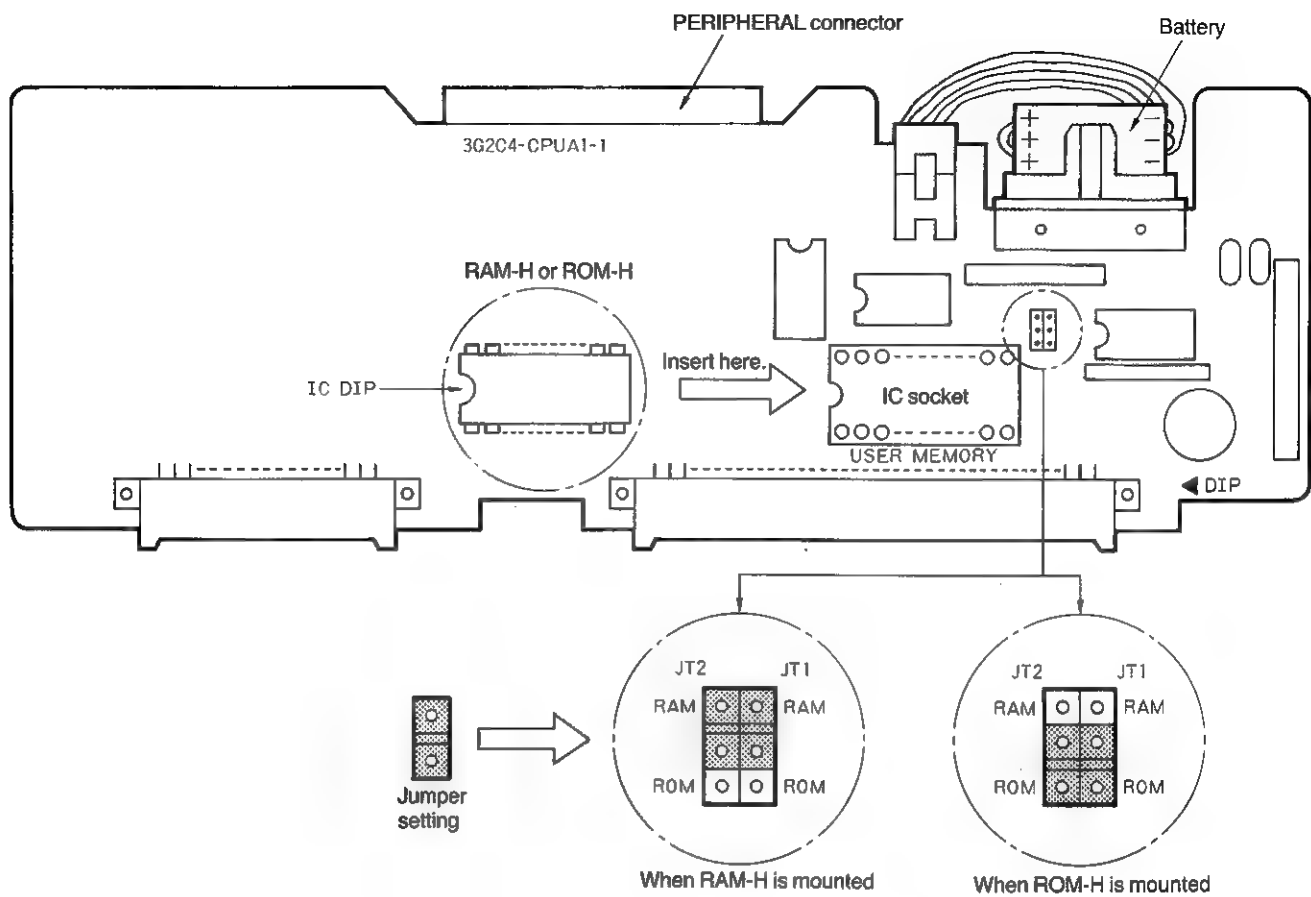 PERIPHERAL connector
Battery
3G2C4-CPUA1-1
+ −
+ −
+ −
RAM-H or ROM-H
IC DIP
Insert here.
IC socket
USER MEMORY
DIP
JT2 JT1
RAM RAM
ROM ROM
JT2 JT1
RAM RAM
ROM ROM
Jumper
setting
When RAM-H is mounted
When ROM-H is mounted